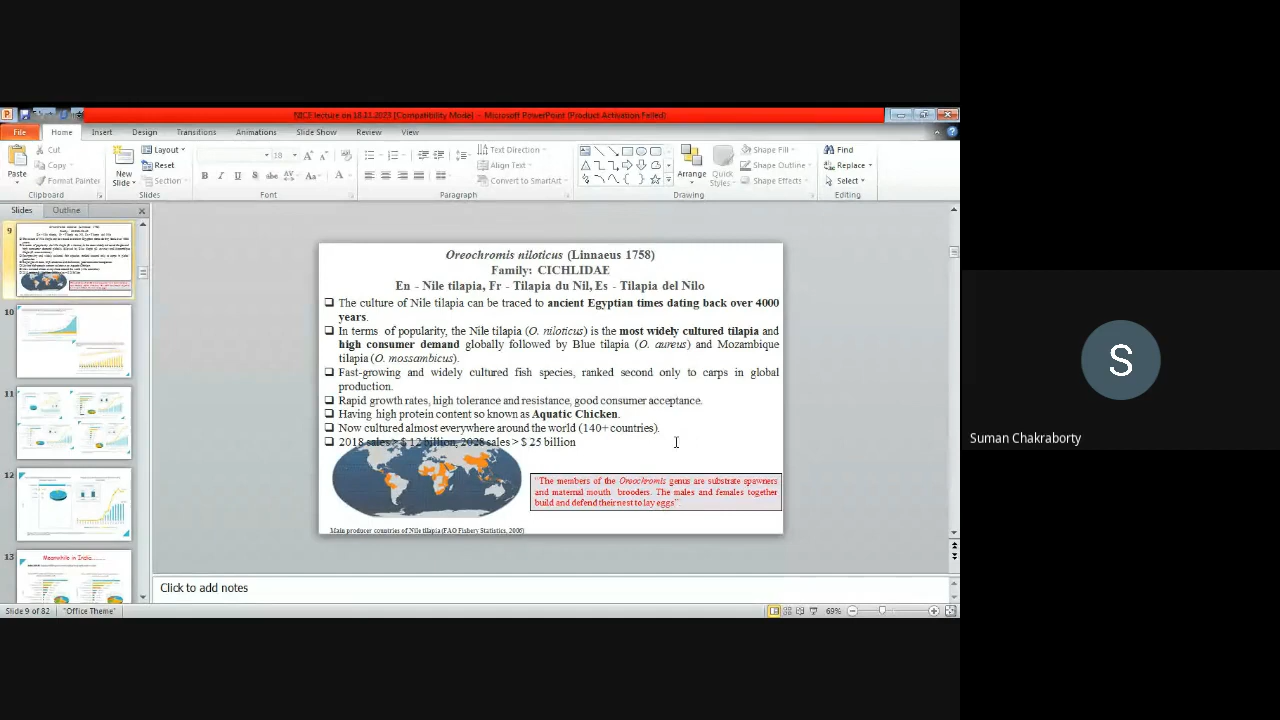 NICE lecture on 18.11.2023 [Compatibility Mode] - Microsoft PowerPoint (Product Activation Failed)
File Home Insert Design Transitions Animations Slide Show Review View
Cut
Copy
Format Painter
Paste
Clipboard
New
Slide
Layout
Reset
Section
Slides
18
Font
Paragraph
Text Direction
Align Text
Convert to SmartArt
Arrange
Quick
Styles
Shape Fill
Shape Outline
Shape Effects
Drawing
Find
Replace
Select
Editing
Slides Outline
9
10
11
12
13
Meanwhile in India......
Oreochromis niloticus (Linnaeus 1758)
Family: CICHLIDAE
En - Nile tilapia, Fr - Tilapia du Nil, Es - Tilapia del Nilo
The culture of Nile tilapia can be traced to ancient Egyptian times dating back over 4000
years.
In terms of popularity, the Nile tilapia (O. niloticus) is the most widely cultured tilapia and
high consumer demand globally followed by Blue tilapia (O. aureus) and Mozambique
tilapia (O. mossambicus).
Fast-growing and widely cultured fish species, ranked second only to carps in global
production.
Rapid growth rates, high tolerance and resistance, good consumer acceptance.
Having high protein content so known as Aquatic Chicken.
Now cultured almost everywhere around the world (140+ countries).
2018 sales > $ 12 billion, 2028 sales > $ 25 billion
"The members of the Oreochromis genus are substrate spawners
and maternal mouth brooders. The males and females together
build and defend their nest to lay eggs".
Main producer countries of Nile tilapia (FAO Fishery Statistics, 2006)
Click to add notes
Slide 9 of 82 "Office Theme" 69%
S
Suman Chakraborty